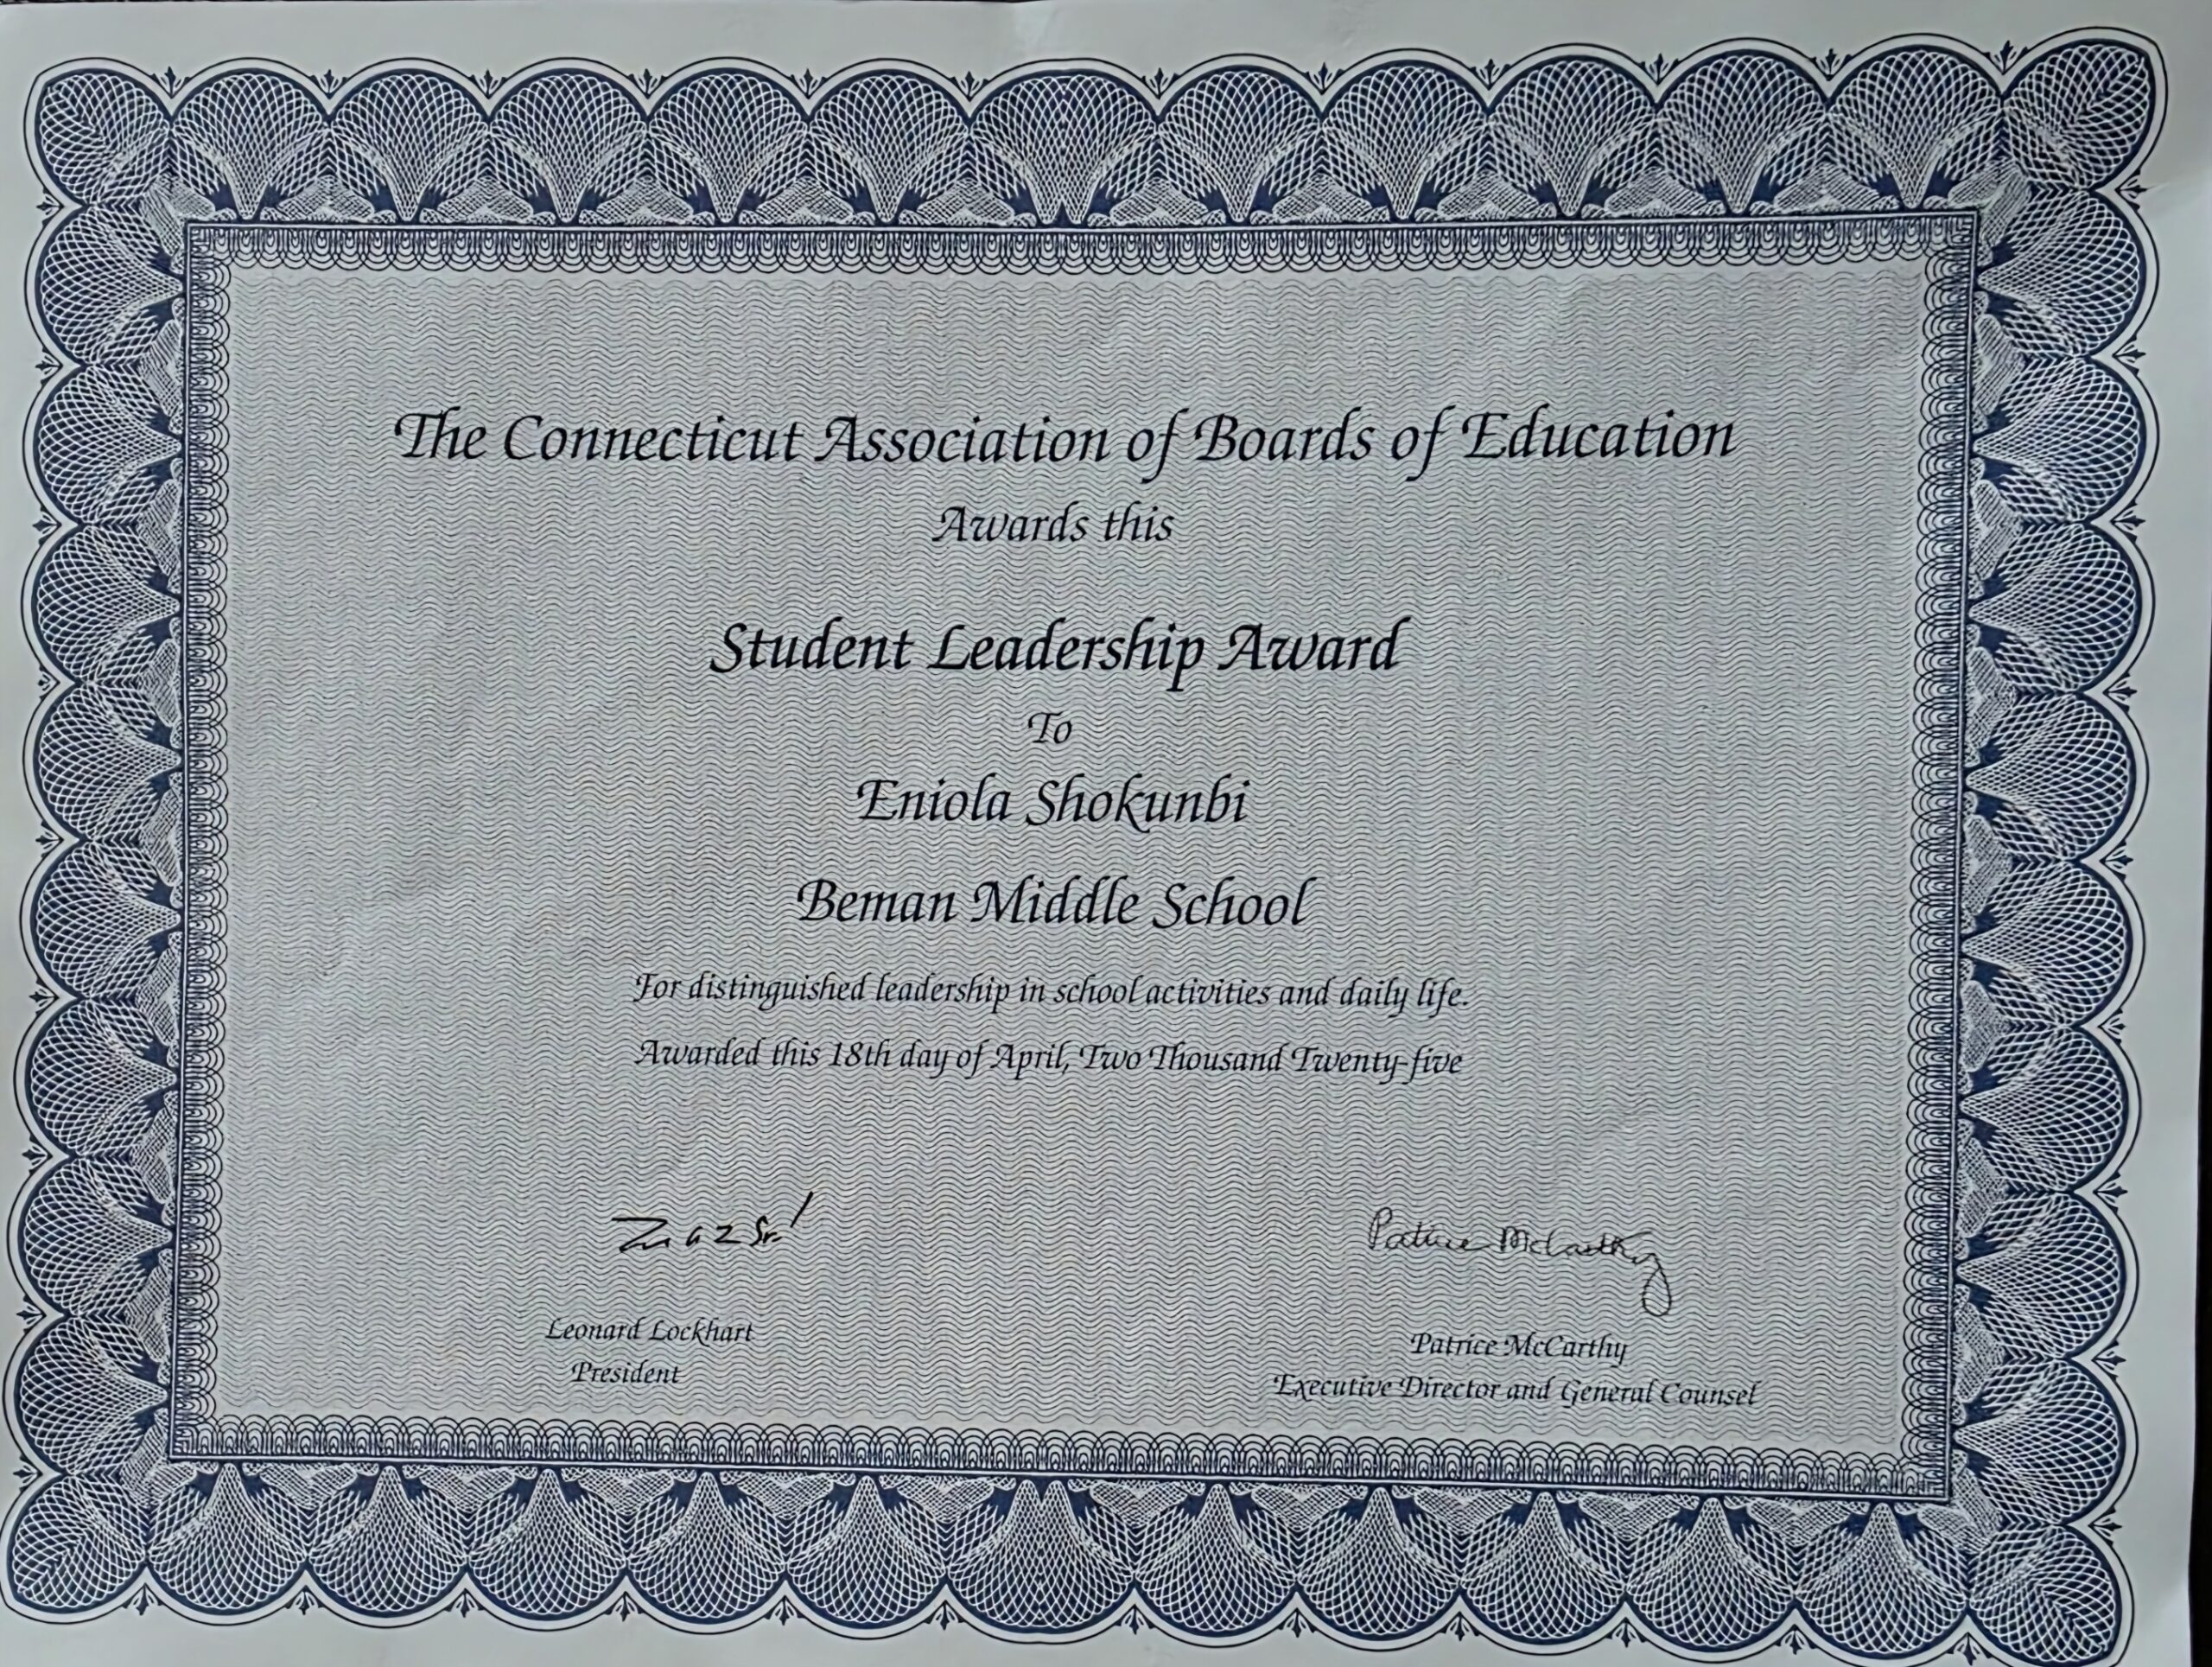 The Connecticut Association of Boards of Education
Awards this
Student Leadership Award
To
Eniola Shokunbi
Beman Middle School
For distinguished leadership in school activities and daily life.
Awarded this 18th day of April, Two Thousand Twenty-five
Patrice McCarthy
Leonard Lockhart
President
Patrice McCarthy
Executive Director and General Counsel